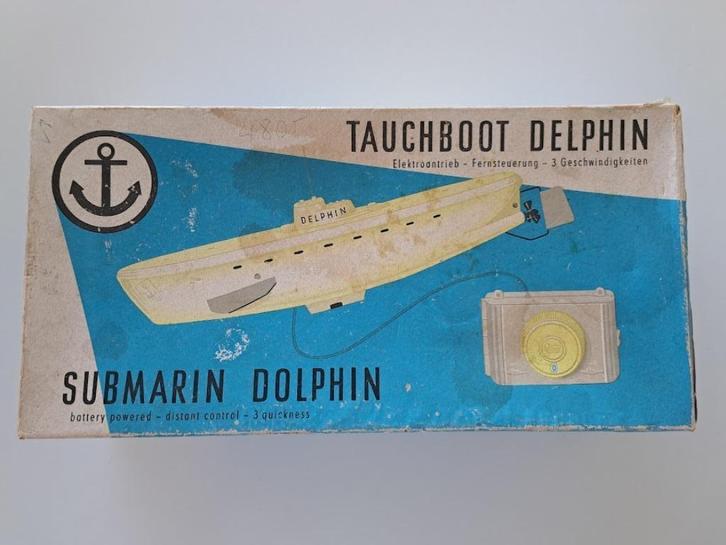 TAUCHBOOT DELPHIN
Elektroantrieb - Fernsteuerung - 3 Geschwindigkeiten
DELPHIN
SUBMARIN DOLPHIN
battery powered - distant control - 3 quickness